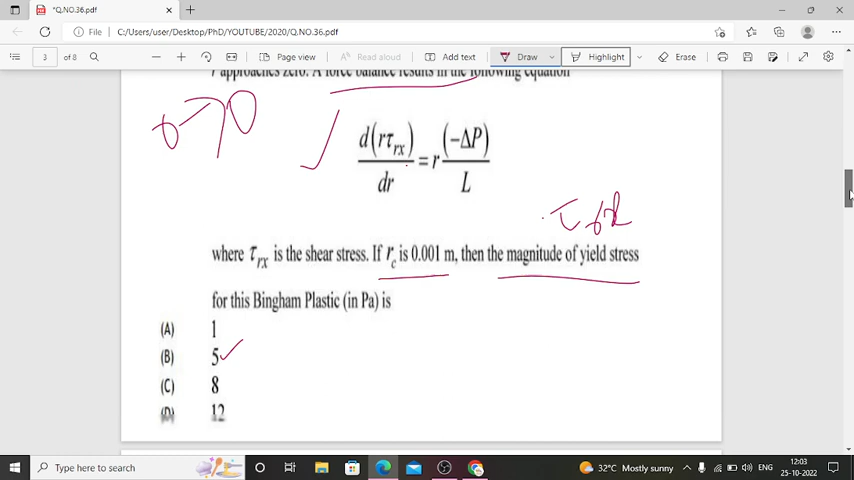 *Q.NO.36.pdf
File
C:/Users/user/Desktop/PhD/YOUTUBE/2020/Q.NO.36.pdf
3 of 8
Page view
Read aloud
Add text
Draw
Highlight
Erase
r approaches zero. A force balance results in the following equation
d(rτrx)/dr = r (−ΔP)/L
where τrx is the shear stress. If rc is 0.001 m, then the magnitude of yield stress
for this Bingham Plastic (in Pa) is
(A) 1
(B) 5
(C) 8
(D) 12
Type here to search
32°C Mostly sunny
ENG
12:03
25-10-2022